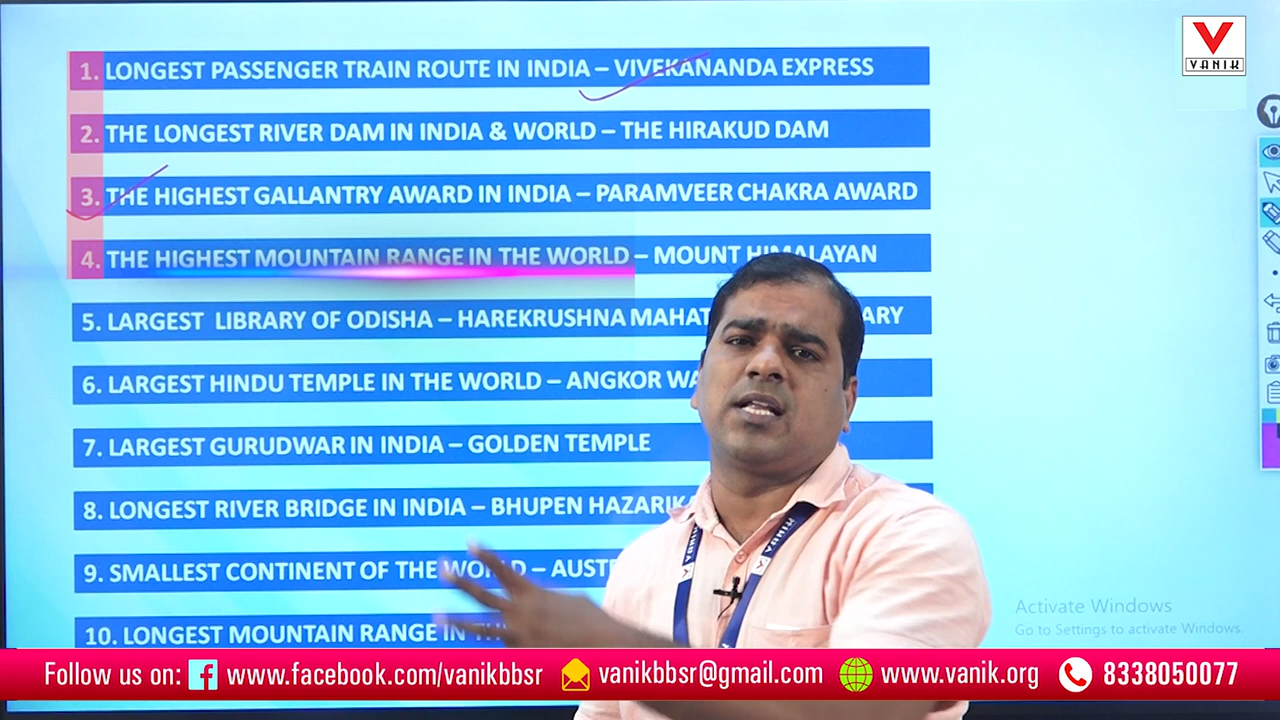 V
VANIK
1. LONGEST PASSENGER TRAIN ROUTE IN INDIA – VIVEKANANDA EXPRESS
2. THE LONGEST RIVER DAM IN INDIA & WORLD – THE HIRAKUD DAM
3. THE HIGHEST GALLANTRY AWARD IN INDIA – PARAMVEER CHAKRA AWARD
4. THE HIGHEST MOUNTAIN RANGE IN THE WORLD – MOUNT HIMALAYAN
5. LARGEST LIBRARY OF ODISHA – HAREKRUSHNA
6. LARGEST HINDU TEMPLE IN THE WORLD – ANGKOR
7. LARGEST GURUDWAR IN INDIA – GOLDEN TEMPLE
8. LONGEST RIVER BRIDGE IN INDIA – BHUPEN
9. SMALLEST CONTINENT OF THE WORLD –
10. LONGEST MOUNTAIN RANGE IN
Activate Windows
Go to Settings to activate Windows.
Follow us on: www.facebook.com/vanikbbsr vanikbbsr@gmail.com www.vanik.org 8338050077